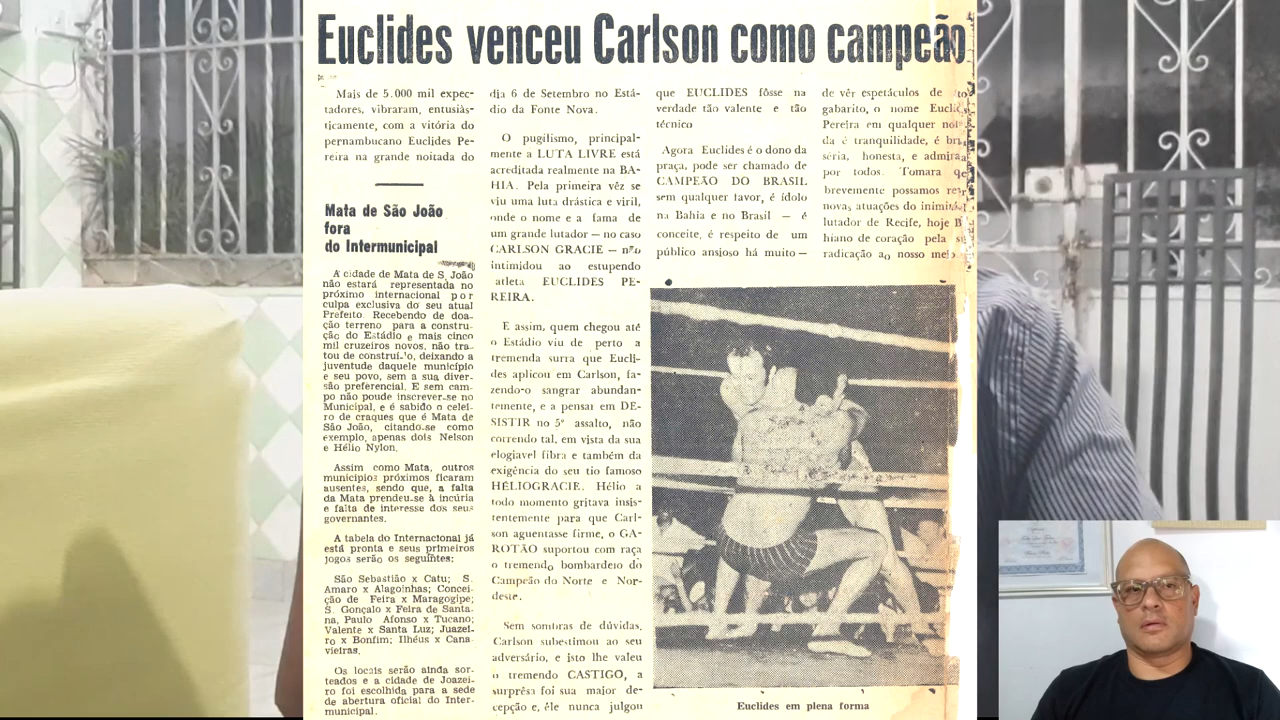 Euclides venceu Carlson como campeão
Mais de 5.000 mil expec-
tadores, vibraram, entusiàs-
ticamente, com a vitória do
pernambucano Euclides Pe-
reira na grande noitada do
Mata de São João
fora
do Intermunicipal
A cidade de Mata de S. João
não estará representada no
próximo internacional por
culpa exclusiva do seu atual
Prefeito. Recebendo de doa-
ção terreno para a constru-
ção do Estádio e mais cinco
mil cruzeiros novos, não tra-
tou de construí-lo, deixando a
juventude daquele município
e seu povo, sem a sua diver-
são preferencial. E sem cam-
po não poude inscrever-se no
Municipal, e é sabido o celei-
ro de craques que é Mata de
São João, citando-se como
exemplo, apenas dois Nelson
e Hélio Nylon.
Assim como Mata, outros
municípios próximos ficaram
ausentes, sendo que, a falta
da Mata prendeu-se à incúria
e falta de interesse dos seus
governantes.
A tabela do Internacional já
está pronta e seus primeiros
jogos serão os seguintes:
São Sebastião x Catu; S.
Amaro x Alagoinhas; Concei-
ção de Feira x Maragogipe;
S. Gonçalo x Feira de Santa-
na, Paulo Afonso x Tucano;
Valente x Santa Luz; Juazei-
ro x Bonfim; Ilhéus x Cana
vieiras.
Os locais serão ainda sor-
teados e a cidade de Joazei-
ro foi escolhida para a sede
de abertura oficial do Inter-
municipal.
dia 6 de Setembro no Está-
dio da Fonte Nova.
O pugilismo, principal-
mente a LUTA LIVRE está
acreditada realmente na BA-
HIA. Pela primeira vêz se
viu uma luta drástica e viril,
onde o nome e a fama de
um grande lutador — no caso
CARLSON GRACIE — não
intimidou ao estupendo
atleta EUCLIDES PE-
REIRA.
E assim, quem chegou até
o Estádio viu de perto a
tremenda surra que Eucli-
des aplicou em Carlson, fa-
zendo-o sangrar abundan-
temente, e a pensar em DE-
SISTIR no 5º assalto, não
correndo tal, em vista da sua
elogiavel fibra e também da
exigência do seu tio famoso
HÉLIOGRACIE. Hélio a
todo momento gritava insis-
tentemente para que Carl-
son aguentasse firme, o GA-
ROTÃO suportou com raça
o tremendo bombardeio do
Campeão do Norte e Nor-
deste.
Sem sombras de dúvidas,
Carlson subestimou ao seu
adversário, e isto lhe valeu
o tremendo CASTIGO, a
surprêsa foi sua maior de-
cepção e, êle nunca julgou
que EUCLIDES fôsse na
verdade tão valente e tão
técnico
Agora Euclides é o dono da
praça, pode ser chamado de
CAMPEÃO DO BRASIL
sem qualquer favor, é ídolo
na Bahia e no Brasil — é
conceite, é respeito de um
público ansioso há muito —
de vêr espetáculos de
gabarito, o nome
Pereira em qualquer
da é tranquilidade, é
séria, honesta, e admira
por todos. Tomara
brevemente possamos
novas atuações do
lutador de Recife, hoje
hiano de coração pela
radicação ao nosso
Euclides em plena forma